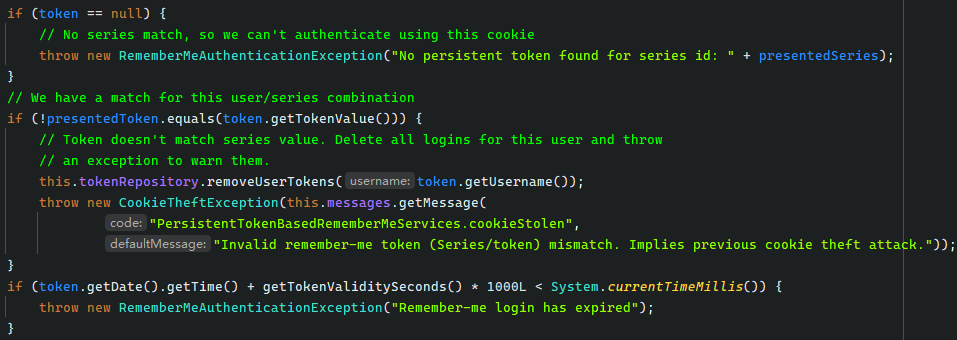 if (token == null) {
// No series match, so we can't authenticate using this cookie
throw new RememberMeAuthenticationException("No persistent token found for series id: " + presentedSeries);
}
// We have a match for this user/series combination
if (!presentedToken.equals(token.getTokenValue())) {
// Token doesn't match series value. Delete all logins for this user and throw
// an exception to warn them.
this.tokenRepository.removeUserTokens( username: token.getUsername());
throw new CookieTheftException(this.messages.getMessage(
code: "PersistentTokenBasedRememberMeServices.cookieStolen",
defaultMessage: "Invalid remember-me token (Series/token) mismatch. Implies previous cookie theft attack."));
}
if (token.getDate().getTime() + getTokenValiditySeconds() * 1000L < System.currentTimeMillis()) {
throw new RememberMeAuthenticationException("Remember-me login has expired");
}